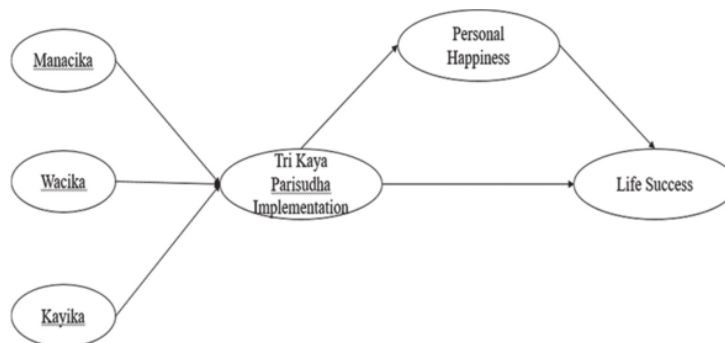 Manacika
Personal
Happiness
Wacika
Tri Kaya
Parisudha
Implementation
Life Success
Kayika